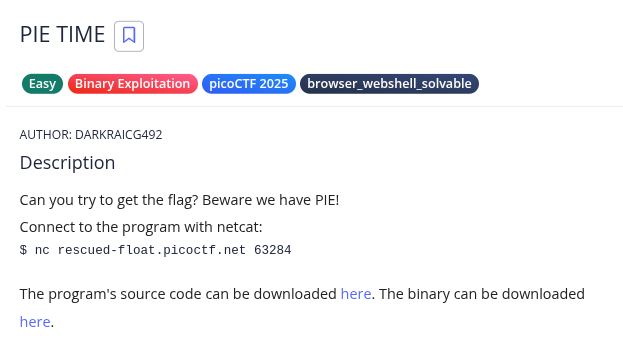 PIE TIME
Easy Binary Exploitation picoCTF 2025 browser_webshell_solvable
AUTHOR: DARKRAICG492
Description
Can you try to get the flag? Beware we have PIE!
Connect to the program with netcat:
$ nc rescued-float.picoctf.net 63284
The program's source code can be downloaded here. The binary can be downloaded
here.